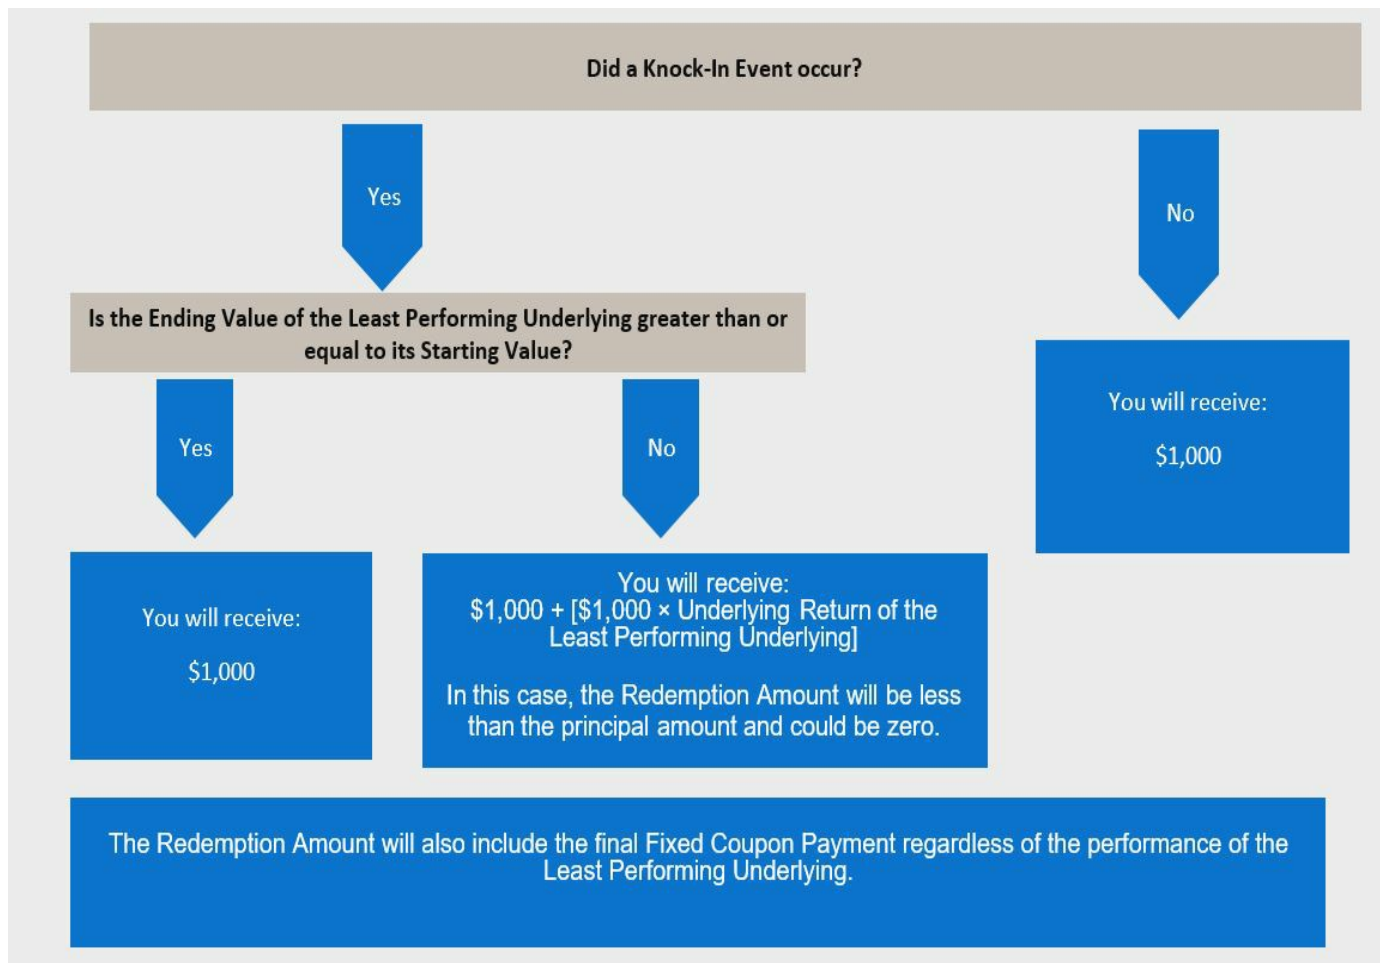 Did a Knock-In Event occur?
Yes
No
Is the Ending Value of the Least Performing Underlying greater than or
equal to its Starting Value?
Yes
No
You will receive:
$1,000
You will receive:
$1,000
You will receive:
$1,000 + [$1,000 × Underlying Return of the
Least Performing Underlying]
In this case, the Redemption Amount will be less
than the principal amount and could be zero.
The Redemption Amount will also include the final Fixed Coupon Payment regardless of the performance of the
Least Performing Underlying.